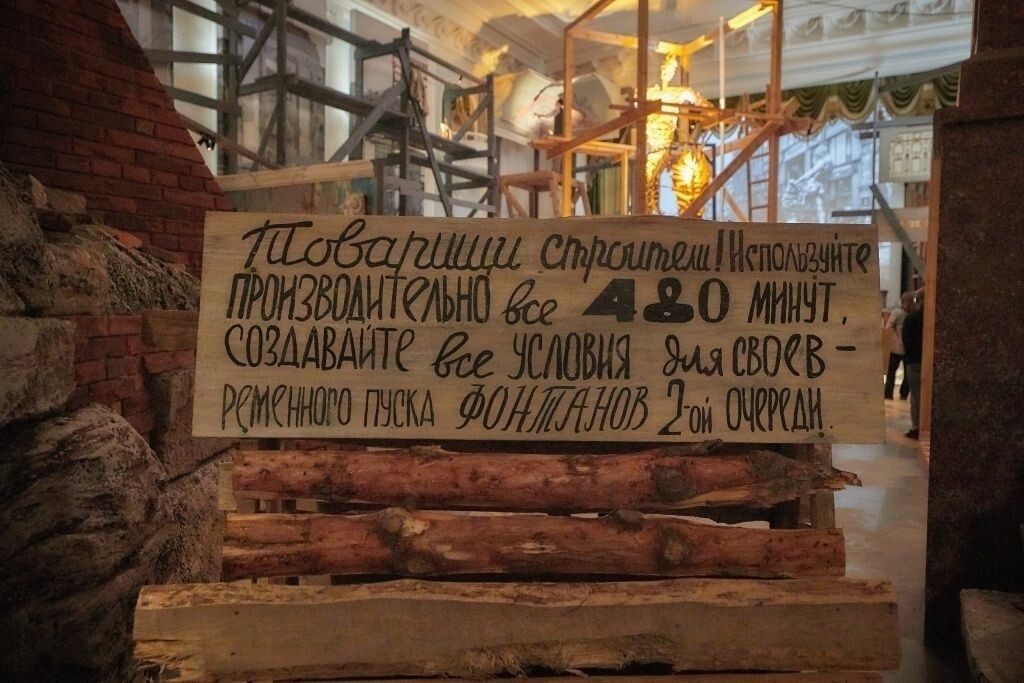 Товарищи строители! Используйте
производительно все 480 минут,
создавайте все условия для своев-
ременного пуска фонтанов 2-ой очереди.